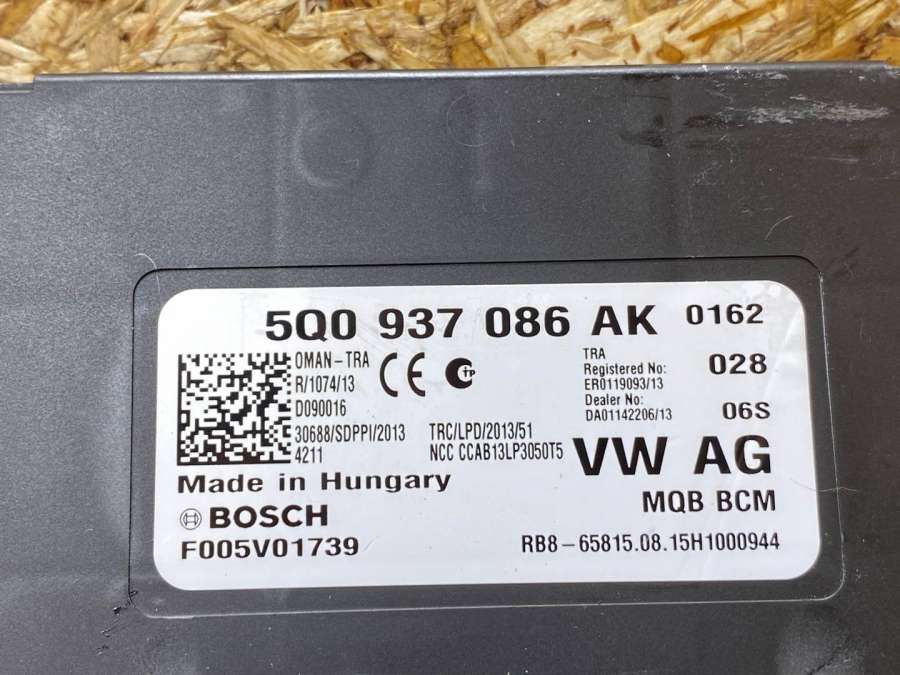 5Q0 937 086 AK 0162
OMAN-TRA
R/1074/13
D090016
CE
TP
TRA
Registered No:
ER0119093/13
Dealer No:
DA01142206/13
028
06S
30688/SDPPI/2013
4211
TRC/LPD/2013/51
NCC CCAB13LP3050T5
VW AG
MQB BCM
Made in Hungary
BOSCH
F005V01739
RB8-65815.08.15H1000944